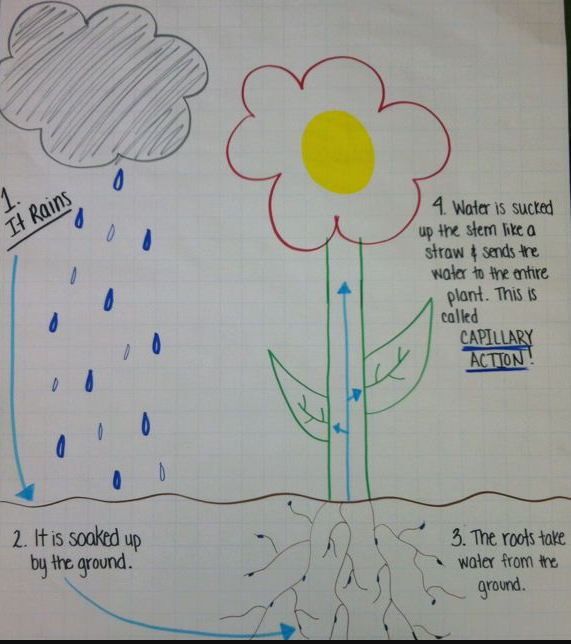 1.
It Rains
2. It is soaked up
by the ground.
3. The roots take
water from the
ground.
4. Water is sucked
up the stem like a
straw & sends the
water to the entire
plant. This is
called
CAPILLARY
ACTION!